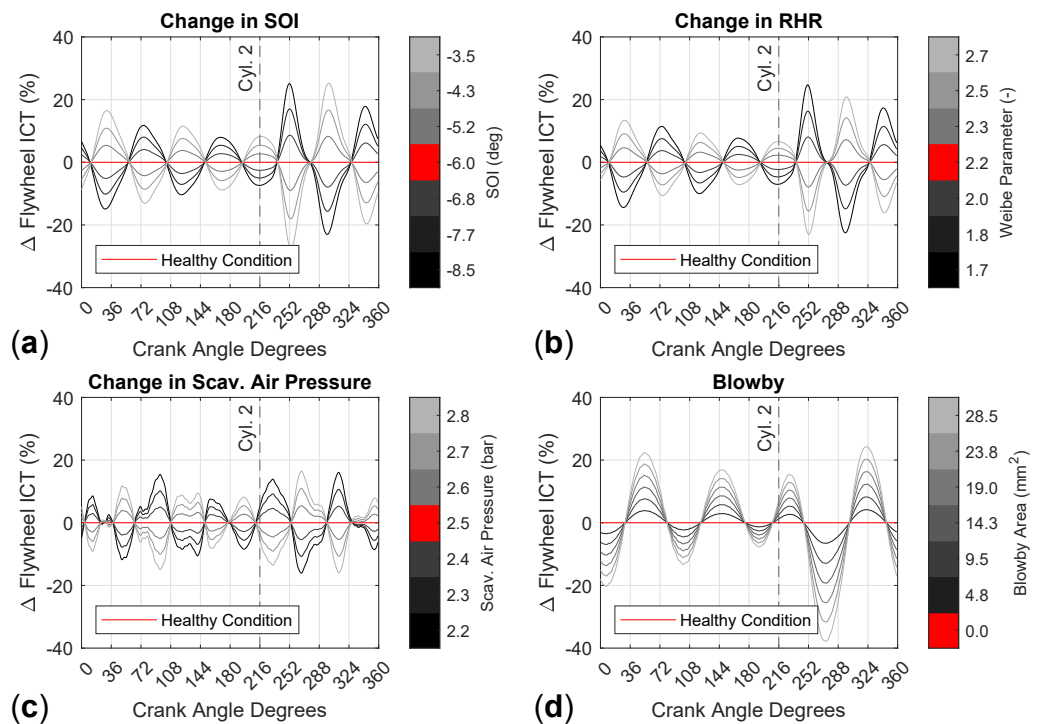 Change in SOI
Δ Flywheel ICT (%)
40
20
0
-20
-40
Cyl. 2
Healthy Condition
0 36 72 108 144 180 216 252 288 324 360
Crank Angle Degrees
-3.5
-4.3
-5.2
-6.0
-6.8
-7.7
-8.5
SOI (deg)
(a)
Change in RHR
Δ Flywheel ICT (%)
40
20
0
-20
-40
Cyl. 2
Healthy Condition
0 36 72 108 144 180 216 252 288 324 360
Crank Angle Degrees
2.7
2.5
2.3
2.2
2.0
1.8
1.7
Weibe Parameter (-)
(b)
Change in Scav. Air Pressure
Δ Flywheel ICT (%)
40
20
0
-20
-40
Cyl. 2
Healthy Condition
0 36 72 108 144 180 216 252 288 324 360
Crank Angle Degrees
2.8
2.7
2.6
2.5
2.4
2.3
2.2
Scav. Air Pressure (bar)
(c)
Blowby
Δ Flywheel ICT (%)
40
20
0
-20
-40
Cyl. 2
Healthy Condition
0 36 72 108 144 180 216 252 288 324 360
Crank Angle Degrees
28.5
23.8
19.0
14.3
9.5
4.8
0.0
Blowby Area (mm²)
(d)